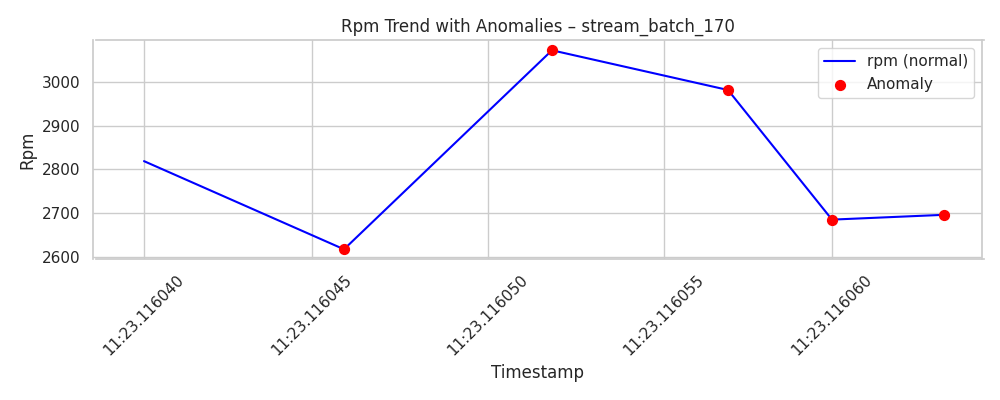 Rpm Trend with Anomalies – stream_batch_170
rpm (normal)
Anomaly
Rpm
3000
2900
2800
2700
2600
11:23.116040
11:23.116045
11:23.116050
11:23.116055
11:23.116060
Timestamp